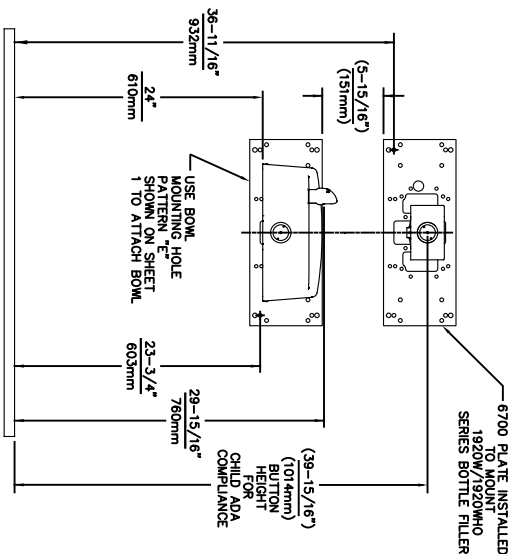 36-11/16"
932mm
(5-15/16")
(151mm)
24"
610mm
USE BOWL
MOUNTING HOLE
PATTERN "E"
SHOWN ON SHEET
1 TO ATTACH BOWL
6700 PLATE INSTALLED
TO MOUNT
1920W/1920WHO
SERIES BOTTLE FILLER
23-3/4"
603mm
29-15/16"
760mm
(39-15/16")
(1014mm)
BUTTON
HEIGHT
FOR
CHILD ADA
COMPLIANCE